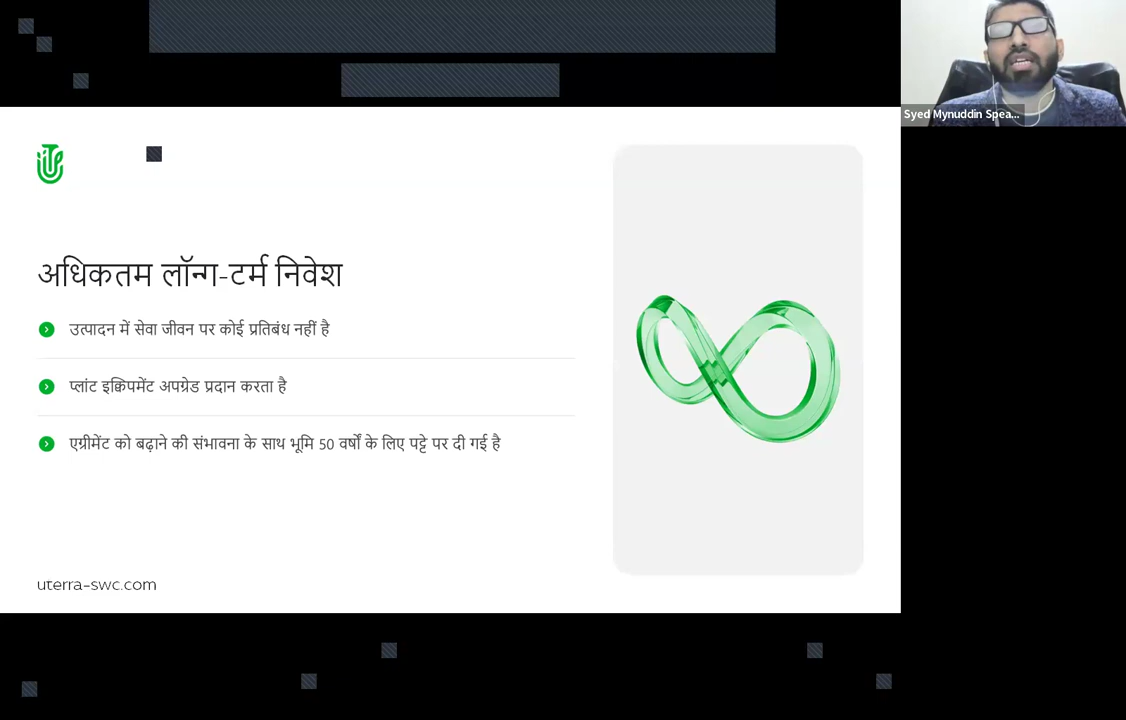 Syed Mynuddin Spea...
अधिकतम लॉन्ग-टर्म निवेश
उत्पादन में सेवा जीवन पर कोई प्रतिबंध नहीं है
प्लांट इक्विपमेंट अपग्रेड प्रदान करता है
एग्रीमेंट को बढ़ाने की संभावना के साथ भूमि 50 वर्षों के लिए पट्टे पर दी गई है
uterra-swc.com